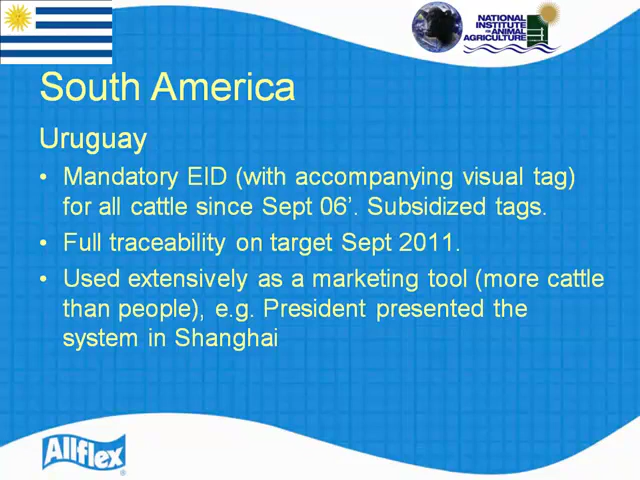 NATIONAL
INSTITUTE
FOR ANIMAL
AGRICULTURE
South America
Uruguay
• Mandatory EID (with accompanying visual tag)
for all cattle since Sept 06’. Subsidized tags.
• Full traceability on target Sept 2011.
• Used extensively as a marketing tool (more cattle
than people), e.g. President presented the
system in Shanghai
Allflex
®